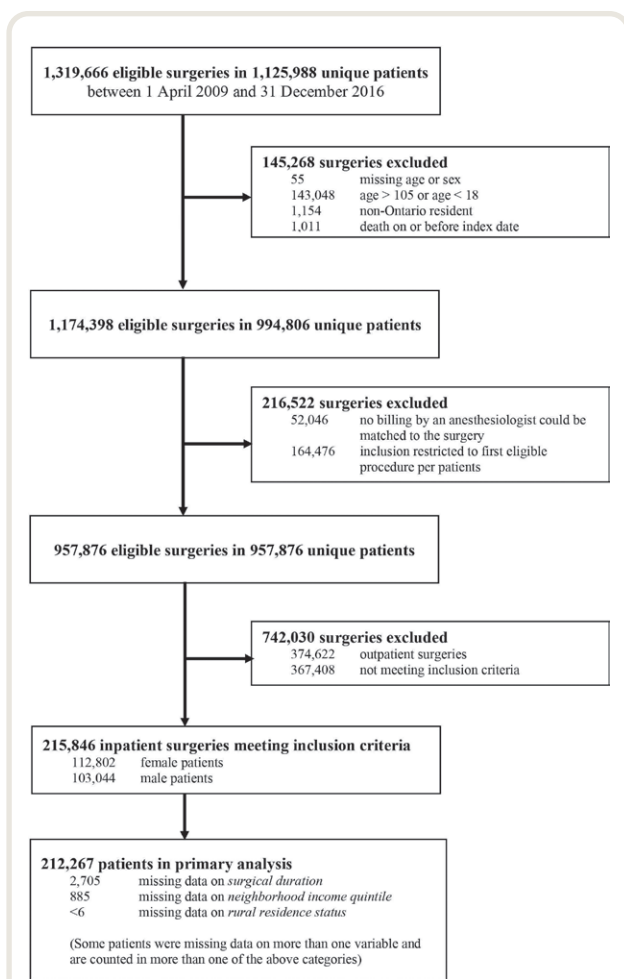 1,319,666 eligible surgeries in 1,125,988 unique patients
between 1 April 2009 and 31 December 2016
145,268 surgeries excluded
55 missing age or sex
143,048 age > 105 or age < 18
1,154 non-Ontario resident
1,011 death on or before index date
1,174,398 eligible surgeries in 994,806 unique patients
216,522 surgeries excluded
52,046 no billing by an anesthesiologist could be
matched to the surgery
164,476 inclusion restricted to first eligible
procedure per patients
957,876 eligible surgeries in 957,876 unique patients
742,030 surgeries excluded
374,622 outpatient surgeries
367,408 not meeting inclusion criteria
215,846 inpatient surgeries meeting inclusion criteria
112,802 female patients
103,044 male patients
212,267 patients in primary analysis
2,705 missing data on surgical duration
885 missing data on neighborhood income quintile
<6 missing data on rural residence status
(Some patients were missing data on more than one variable and
are counted in more than one of the above categories)